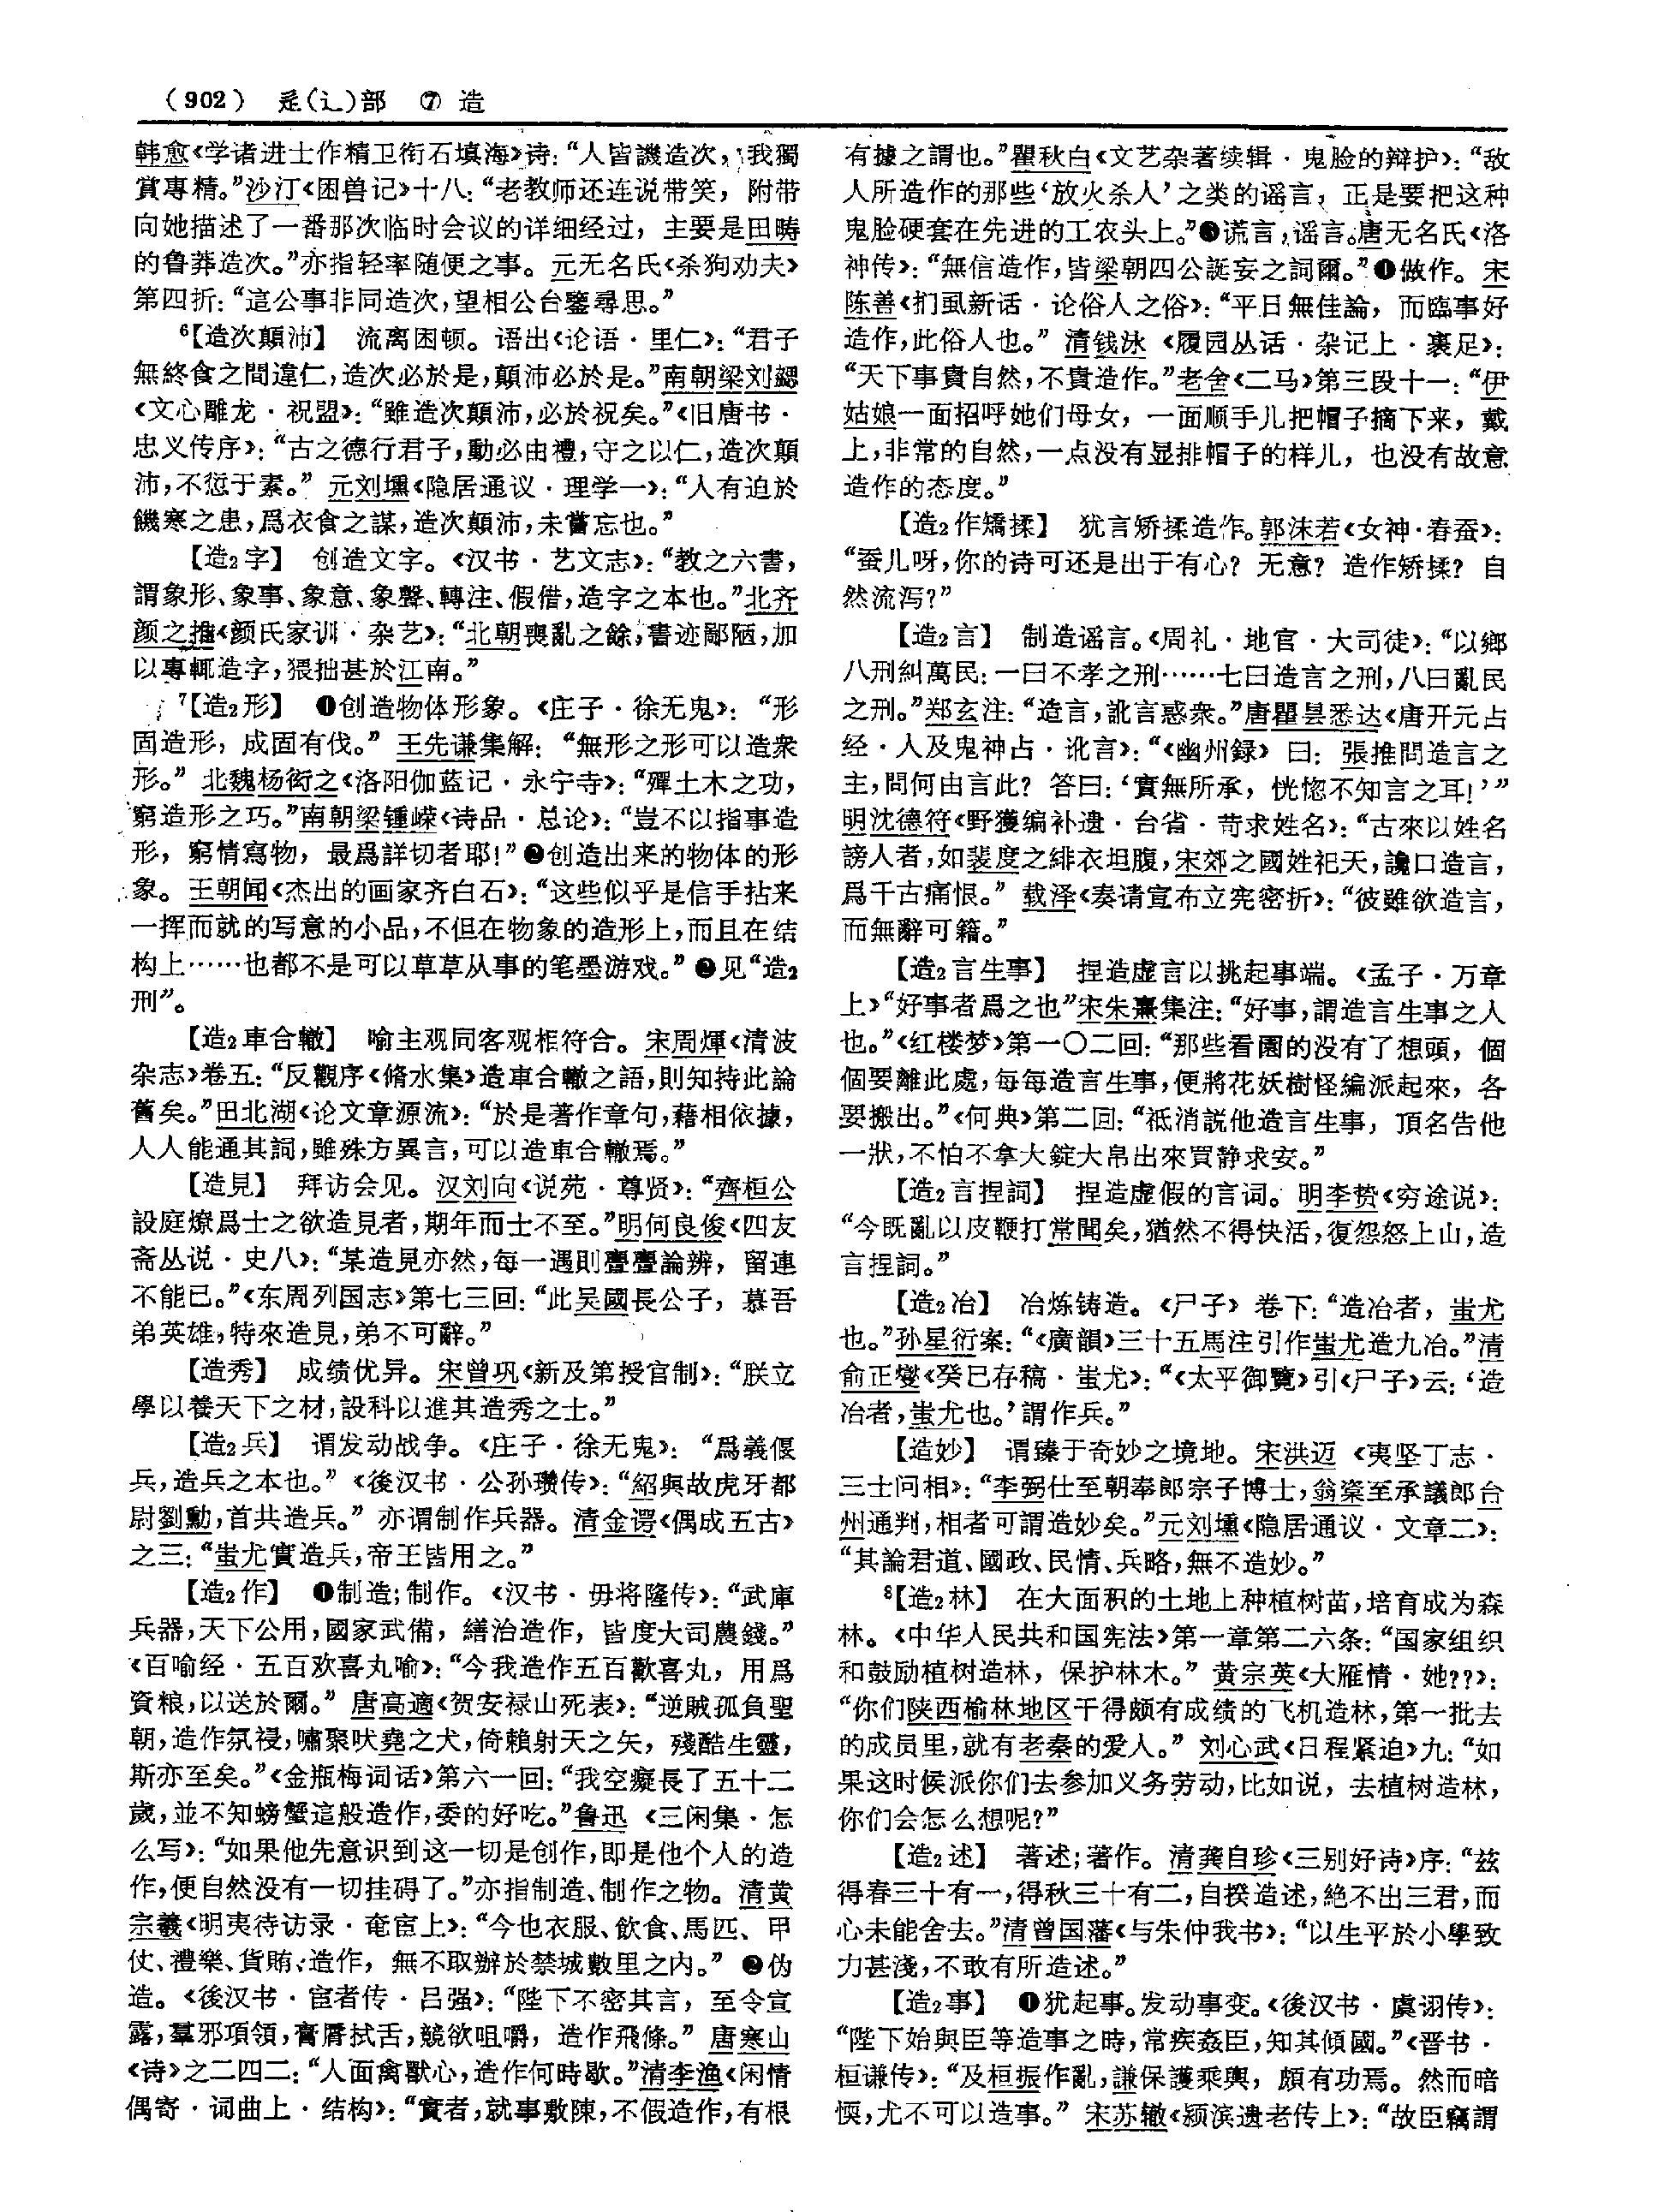 （902） 辵（辶）部 ⑦ 造
韩愈《学诸进士作精卫衔石填海》诗：“人皆譏造次，我獨
賞專精。”沙汀《困兽记》十八：“老教师还连说带笑，附带
向她描述了一番那次临时会议的详细经过，主要是田畴
的鲁莽造次。”亦指轻率随便之事。元无名氏《杀狗劝夫》
第四折：“這公事非同造次，望相公台鑒尋思。”
6【造次顛沛】 流离困顿。语出《论语·里仁》：“君子
無終食之間違仁，造次必於是，顛沛必於是。”南朝梁刘勰
《文心雕龙·祝盟》：“雖造次顛沛，必於祝矣。”《旧唐书·
忠义传序》：“古之德行君子，動必由禮，守之以仁，造次顛
沛，不愆于素。”元刘壎《隐居通议·理学一》：“人有迫於
饑寒之患，爲衣食之謀，造次顛沛，未嘗忘也。”
【造₂字】 创造文字。《汉书·艺文志》：“教之六書，
謂象形、象事、象意、象聲、轉注、假借，造字之本也。”北齐
颜之推《颜氏家训·杂艺》：“北朝喪亂之餘，書迹鄙陋，加
以專輒造字，猥拙甚於江南。”
7【造₂形】 ❶创造物体形象。《庄子·徐无鬼》：“形
固造形，成固有伐。”王先谦集解：“無形之形可以造衆
形。”北魏杨衒之《洛阳伽蓝记·永宁寺》：“殫土木之功，
窮造形之巧。”南朝梁锺嵘《诗品·总论》：“豈不以指事造
形，窮情寫物，最爲詳切者耶！”❷创造出来的物体的形
象。王朝闻《杰出的画家齐白石》：“这些似乎是信手拈来
一挥而就的写意的小品，不但在物象的造形上，而且在结
构上……也都不是可以草草从事的笔墨游戏。”❷见“造₂
刑”。
【造₂車合轍】 喻主观同客观相符合。宋周煇《清波
杂志》卷五：“反觀序《脩水集》造車合轍之語，則知持此論
舊矣。”田北湖《论文章源流》：“於是著作章句，藉相依據，
人人能通其詞，雖殊方異言，可以造車合轍焉。”
【造見】 拜访会见。汉刘向《说苑·尊贤》：“齊桓公
設庭燎爲士之欲造見者，期年而士不至。”明何良俊《四友
斋丛说·史八》：“某造見亦然，每一遇則亹亹論辨，留連
不能已。”《东周列国志》第七三回：“此吴國長公子，慕吾
弟英雄，特來造見，弟不可辭。”
【造秀】 成绩优异。宋曾巩《新及第授官制》：“朕立
學以養天下之材，設科以進其造秀之士。”
【造₂兵】 谓发动战争。《庄子·徐无鬼》：“爲義偃
兵，造兵之本也。”《後汉书·公孙瓒传》：“紹與故虎牙都
尉劉勳，首共造兵。”亦谓制作兵器。清金谔《偶成五古》
之三：“蚩尤實造兵，帝王皆用之。”
【造₂作】 ❶制造；制作。《汉书·毋将隆传》：“武庫
兵器，天下公用，國家武備，繕治造作，皆度大司農錢。”
《百喻经·五百欢喜丸喻》：“今我造作五百歡喜丸，用爲
資粮，以送於爾。”唐高適《贺安禄山死表》：“逆賊孤負聖
朝，造作氛祲，嘯聚吠堯之犬，倚賴射天之矢，殘酷生靈，
斯亦至矣。”《金瓶梅词话》第六一回：“我空癡長了五十二
歲，並不知螃蟹這般造作，委的好吃。”鲁迅《三闲集·怎
么写》：“如果他先意识到这一切是创作，即是他个人的造
作，便自然没有一切挂碍了。”亦指制造、制作之物。清黄
宗羲《明夷待访录·奄宦上》：“今也衣服、飲食、馬匹、甲
仗、禮樂、貨賄、造作，無不取辦於禁城數里之内。”❷伪
造。《後汉书·宦者传·吕强》：“陛下不密其言，至令宣
露，羣邪項領，膏脣拭舌，競欲咀嚼，造作飛條。”唐寒山
《诗》之二四二：“人面禽獸心，造作何時歇。”清李渔《闲情
偶寄·词曲上·结构》：“實者，就事敷陳，不假造作，有根
有據之謂也。”瞿秋白《文艺杂著续辑·鬼脸的辩护》：“敌
人所造作的那些‘放火杀人’之类的谣言，正是要把这种
鬼脸硬套在先进的工农头上。”❸谎言，谣言。唐无名氏《洛
神传》：“無信造作，皆梁朝四公誕妄之詞爾。”❹做作。宋
陈善《扪虱新话·论俗人之俗》：“平日無佳論，而臨事好
造作，此俗人也。”清钱泳《履园丛话·杂记上·裹足》：
“天下事貴自然，不貴造作。”老舍《二马》第三段十一：“伊
姑娘一面招呼她们母女，一面顺手儿把帽子摘下来，戴
上，非常的自然，一点没有显排帽子的样儿，也没有故意
造作的态度。”
【造₂作矯揉】 犹言矫揉造作。郭沫若《女神·春蚕》：
“蚕儿呀，你的诗可还是出于有心？无意？造作矫揉？自
然流泻？”
【造₂言】 制造谣言。《周礼·地官·大司徒》：“以鄉
八刑糾萬民：一曰不孝之刑……七曰造言之刑，八曰亂民
之刑。”郑玄注：“造言，訛言惑衆。”唐瞿昙悉达《唐开元占
经·人及鬼神占·讹言》：“《幽州録》曰：張推問造言之
主，問何由言此？答曰：‘實無所承，恍惚不知言之耳！’”
明沈德符《野獲编补遗·台省·苛求姓名》：“古來以姓名
謗人者，如裴度之緋衣坦腹，宋郊之國姓祀天，讒口造言，
爲千古痛恨。”载泽《奏请宣布立宪密折》：“彼雖欲造言，
而無辭可籍。”
【造₂言生事】 捏造虚言以挑起事端。《孟子·万章
上》“好事者爲之也”宋朱熹集注：“好事，謂造言生事之人
也。”《红楼梦》第一〇二回：“那些看園的没有了想頭，個
個要離此處，每每造言生事，便將花妖樹怪編派起來，各
要搬出。”《何典》第二回：“祗消説他造言生事，頂名告他
一狀，不怕不拿大錠大帛出來買静求安。”
【造₂言捏詞】 捏造虚假的言词。明李贽《穷途说》：
“今既亂以皮鞭打常聞矣，猶然不得快活，復怨怒上山，造
言捏詞。”
【造₂冶】 冶炼铸造。《尸子》卷下：“造冶者，蚩尤
也。”孙星衍案：“《廣韻》三十五馬注引作蚩尤造九冶。”清
俞正燮《癸巳存稿·蚩尤》：“《太平御覽》引《尸子》云：‘造
冶者，蚩尤也。’謂作兵。”
【造妙】 谓臻于奇妙之境地。宋洪迈《夷坚丁志·
三士问相》：“李弼仕至朝奉郎宗子博士，翁楶至承議郎台
州通判，相者可謂造妙矣。”元刘壎《隐居通议·文章二》：
“其論君道、國政、民情、兵略，無不造妙。”
8【造₂林】 在大面积的土地上种植树苗，培育成为森
林。《中华人民共和国宪法》第一章第二六条：“国家组织
和鼓励植树造林，保护林木。”黄宗英《大雁情·她??》：
“你们陕西榆林地区干得颇有成绩的飞机造林，第一批去
的成员里，就有老秦的爱人。”刘心武《日程紧迫》九：“如
果这时侯派你们去参加义务劳动，比如说，去植树造林，
你们会怎么想呢？”
【造₂述】 著述；著作。清龚自珍《三别好诗》序：“兹
得春三十有一，得秋三十有二，自揆造述，絶不出三君，而
心未能舍去。”清曾国藩《与朱仲我书》：“以生平於小學致
力甚淺，不敢有所造述。”
【造₂事】 ❶犹起事。发动事变。《後汉书·虞诩传》：
“陛下始與臣等造事之時，常疾姦臣，知其傾國。”《晋书·
桓谦传》：“及桓振作亂，謙保護乘輿，頗有功焉。然而暗
愞，尤不可以造事。”宋苏辙《颍滨遗老传上》：“故臣竊謂